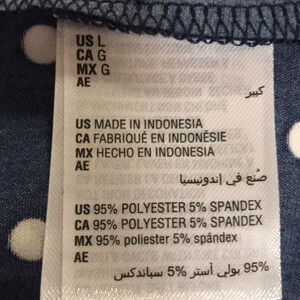 US L
CA G
MX G
AE
كبير
US MADE IN INDONESIA
CA FABRIQUÉ EN INDONÉSIE
MX HECHO EN INDONESIA
AE
صُنع في إندونيسيا
US 95% POLYESTER 5% SPANDEX
CA 95% POLYESTER 5% SPANDEX
MX 95% poliester 5% spándex
AE
95% بولي أستر 5% سباندكس